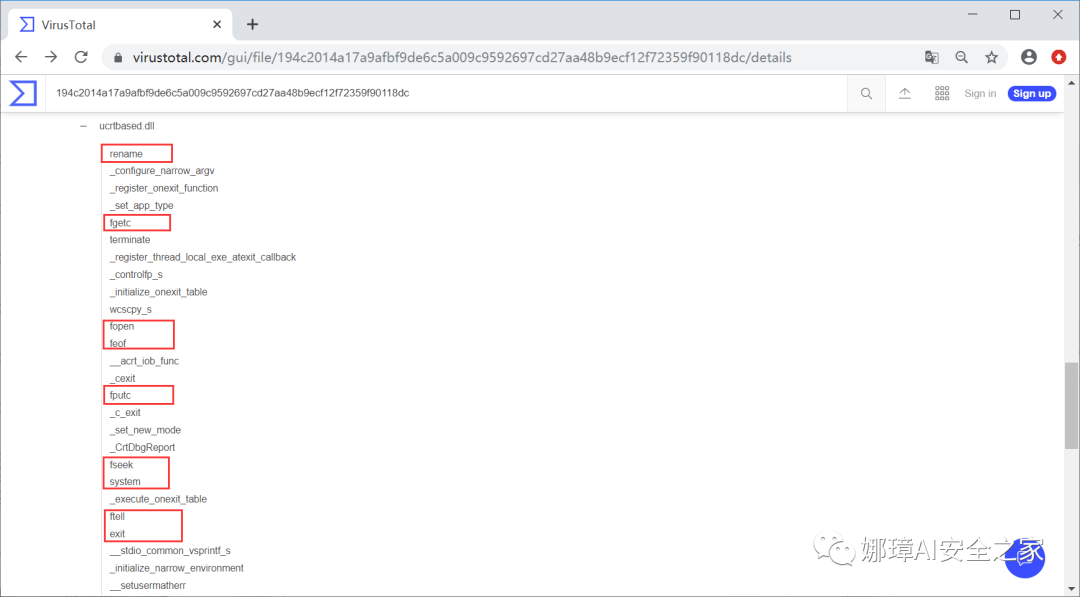 VirusTotal
virustotal.com/gui/file/194c2014a17a9afbf9de6c5a009c9592697cd27aa48b9ecf12f72359f90118dc/details
194c2014a17a9afbf9de6c5a009c9592697cd27aa48b9ecf12f72359f90118dc
Sign in
Sign up
ucrtbased.dll
rename
_configure_narrow_argv
_register_onexit_function
_set_app_type
fgetc
terminate
_register_thread_local_exe_atexit_callback
_controlfp_s
_initialize_onexit_table
wcscpy_s
fopen
feof
__acrt_iob_func
_cexit
fputc
_c_exit
_set_new_mode
_CrtDbgReport
fseek
system
_execute_onexit_table
ftell
exit
__stdio_common_vsprintf_s
_initialize_narrow_environment
__setusermatherr
娜璋AI安全之家